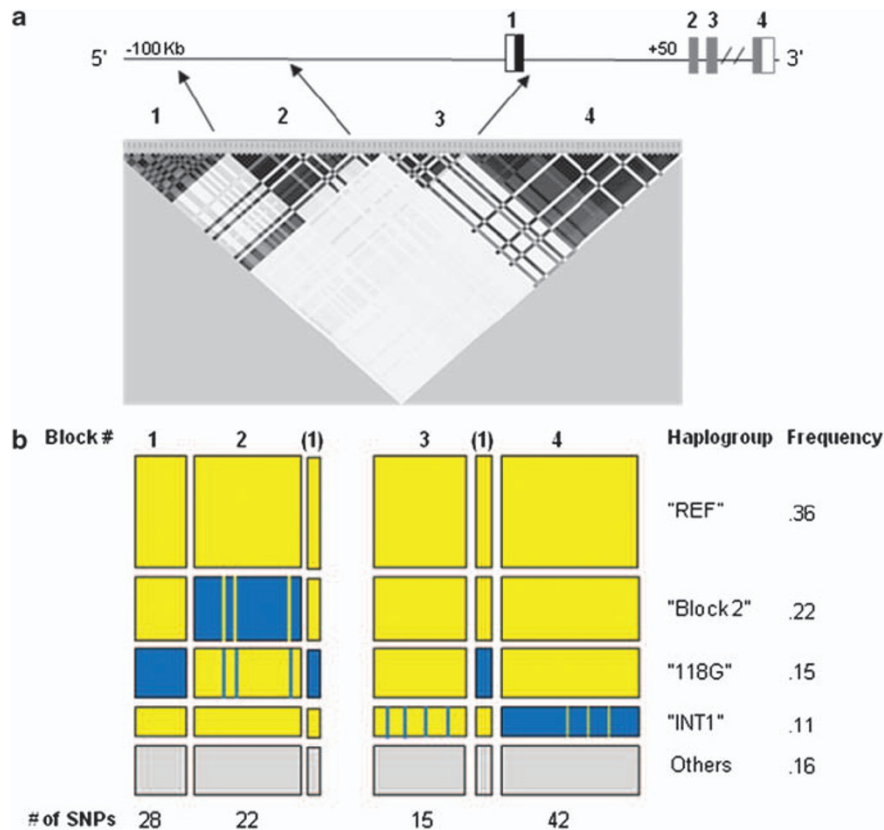 a
1 2 3 4
5' -100 Kb +50 3'
1 2 3 4
b Block # 1 2 (1) 3 (1) 4 Haplogroup Frequency
"REF" .36
"Block 2" .22
"118G" .15
"INT1" .11
Others .16
# of SNPs 28 22 15 42